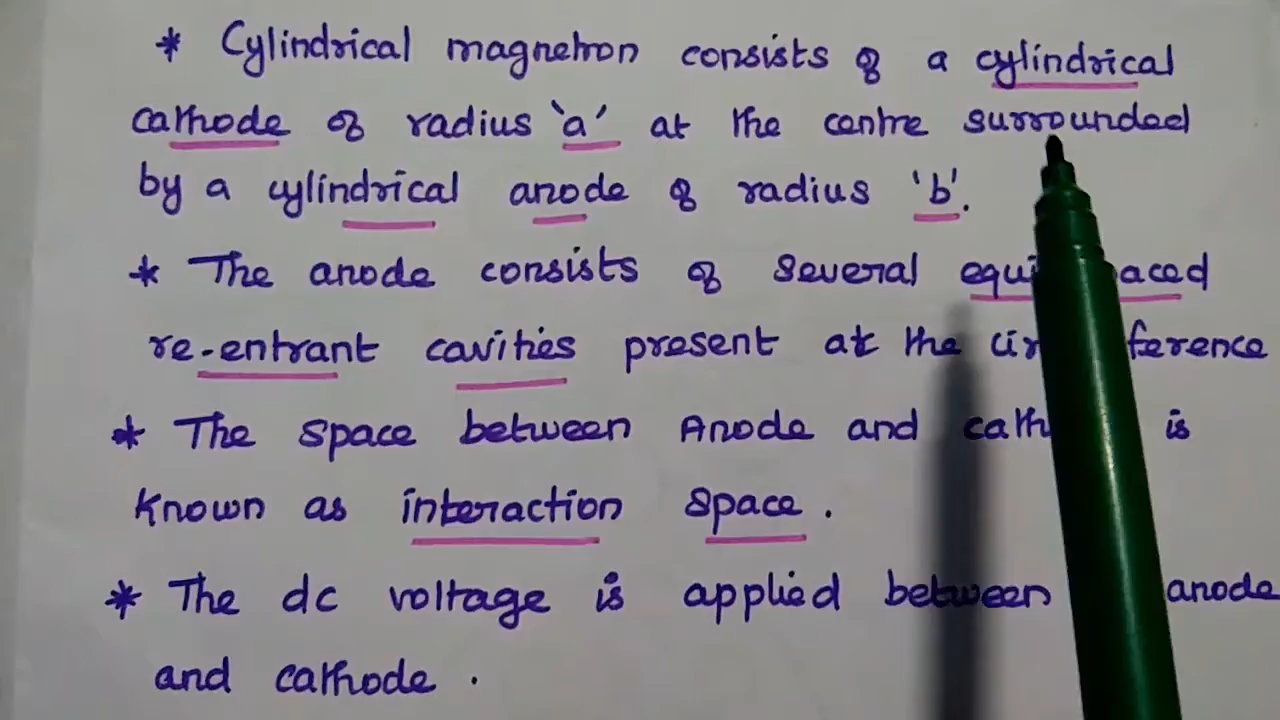 * Cylindrical magnetron consists of a cylindrical
cathode of radius 'a' at the centre surrounded
by a cylindrical anode of radius 'b'.
* The anode consists of several
re-entrant cavities present at the
* The space between Anode and is
known as interaction space.
* The dc voltage is applied between anode
and cathode.